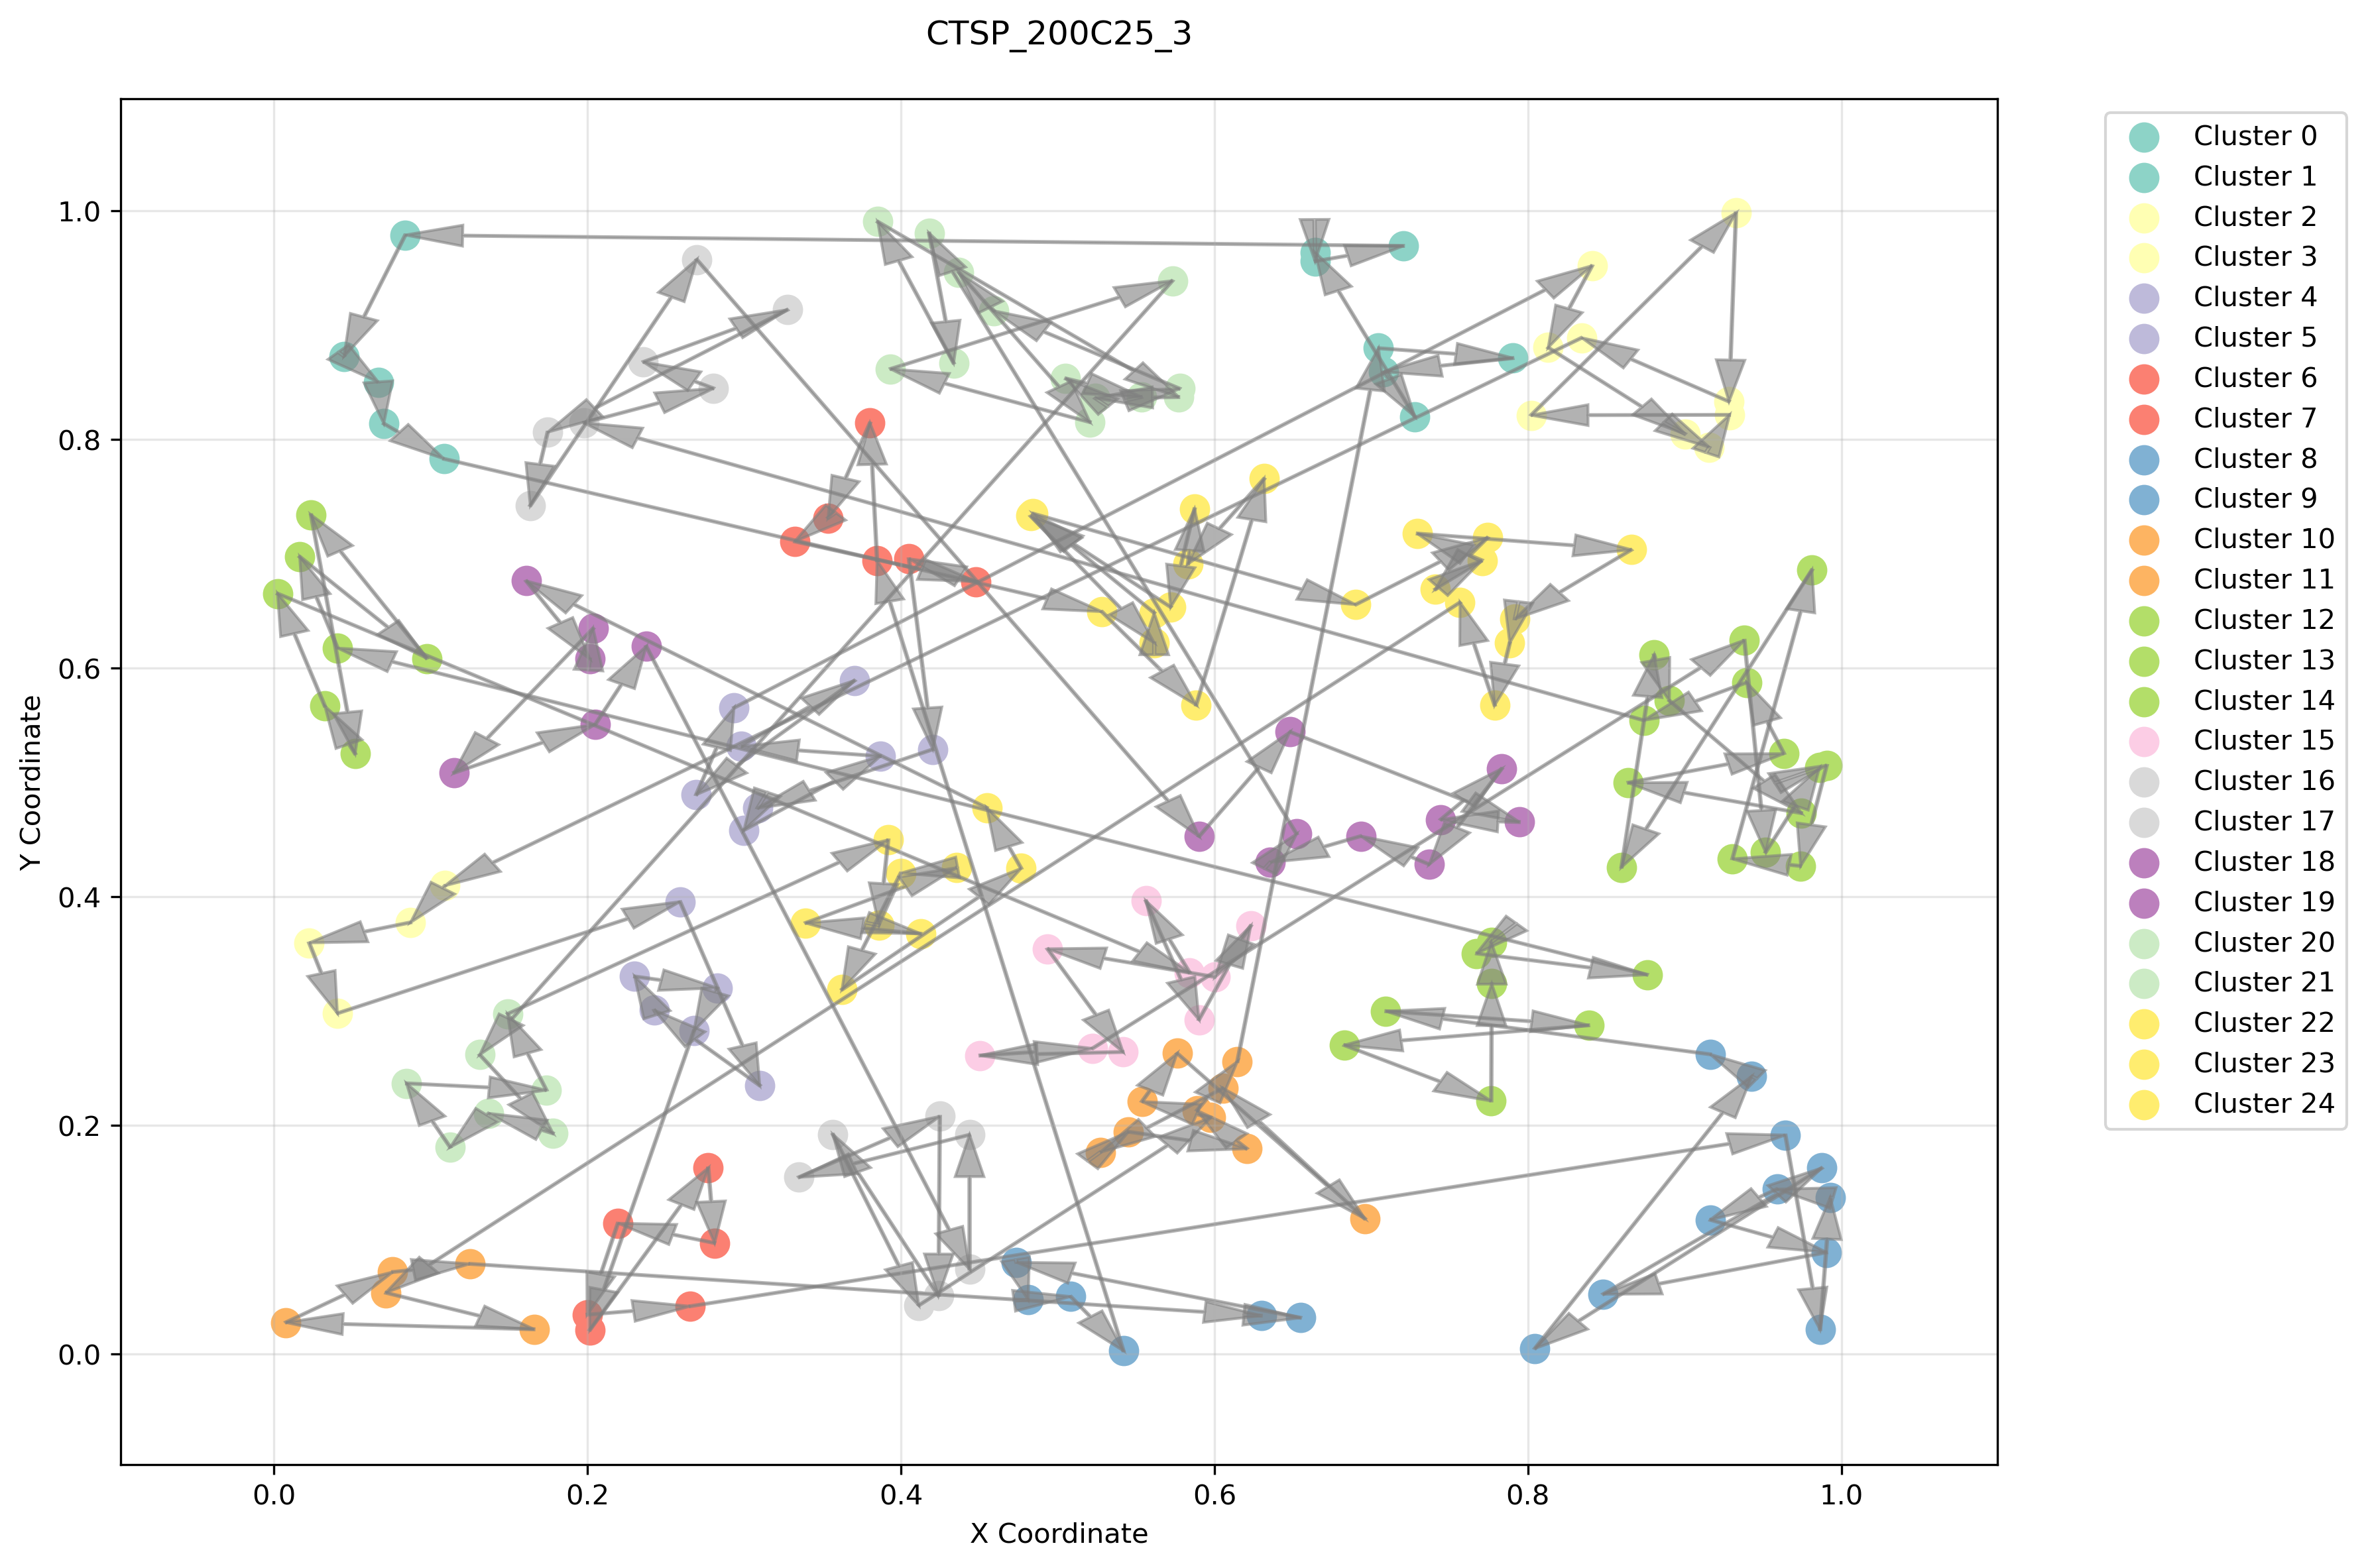 CTSP_200C25_3
1.0
0.8
0.6
0.4
0.2
0.0
Y Coordinate
0.0 0.2 0.4 0.6 0.8 1.0
X Coordinate
Cluster 0
Cluster 1
Cluster 2
Cluster 3
Cluster 4
Cluster 5
Cluster 6
Cluster 7
Cluster 8
Cluster 9
Cluster 10
Cluster 11
Cluster 12
Cluster 13
Cluster 14
Cluster 15
Cluster 16
Cluster 17
Cluster 18
Cluster 19
Cluster 20
Cluster 21
Cluster 22
Cluster 23
Cluster 24